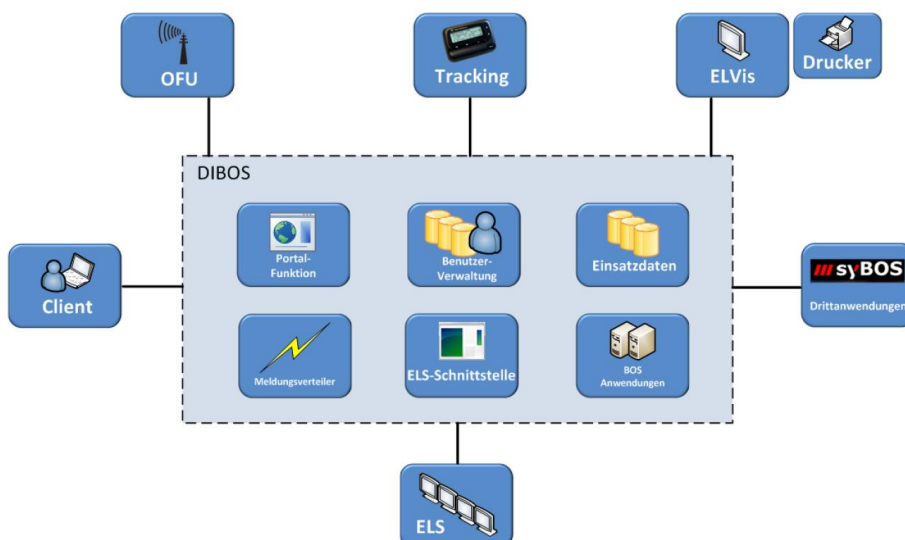 OFU
Tracking
ELVis
Drucker
DIBOS
Portal-
Funktion
Benutzer-
Verwaltung
Einsatzdaten
Client
syBOS
Drittanwendungen
Meldungsverteiler
ELS-Schnittstelle
BOS
Anwendungen
ELS